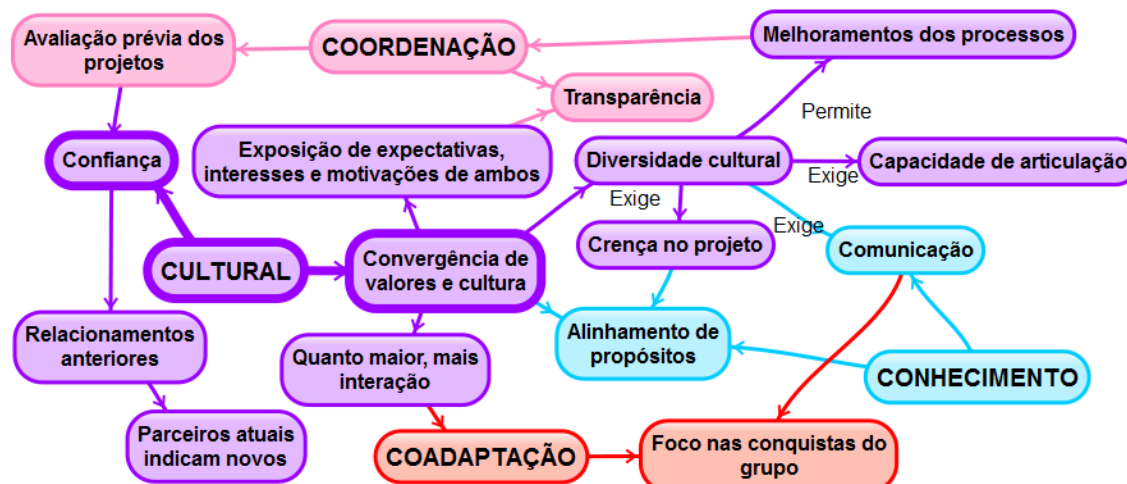 Avaliação prévia dos
projetos
COORDENAÇÃO
Melhoramentos dos processos
Transparência
Permite
Confiança
Exposição de expectativas,
interesses e motivações de ambos
Diversidade cultural
Exige
Capacidade de articulação
Exige
Exige
CULTURAL
Convergência de
valores e cultura
Crença no projeto
Comunicação
Relacionamentos
anteriores
Quanto maior, mais
interação
Alinhamento de
propósitos
CONHECIMENTO
Parceiros atuais
indicam novos
COADAPTAÇÃO
Foco nas conquistas do
grupo